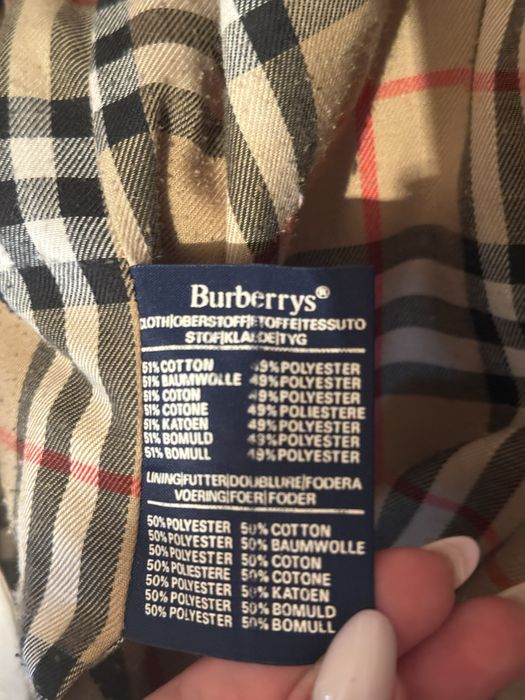 Burberrys®
CLOTH|OBERSTOFF|ETOFFE|TESSUTO
STOF|KLÆDE|TYG
51% COTTON 49% POLYESTER
51% BAUMWOLLE 49% POLYESTER
51% COTON 49% POLYESTER
51% COTONE 49% POLIESTERE
51% KATOEN 49% POLYESTER
51% BOMULD 49% POLYESTER
51% BOMULL 49% POLYESTER
LINING|FUTTER|DOUBLURE|FODERA
VOERING|FOER|FODER
50% POLYESTER 50% COTTON
50% POLYESTER 50% BAUMWOLLE
50% POLYESTER 50% COTON
50% POLIESTERE 50% COTONE
50% POLYESTER 50% KATOEN
50% POLYESTER 50% BOMULD
50% POLYESTER 50% BOMULL